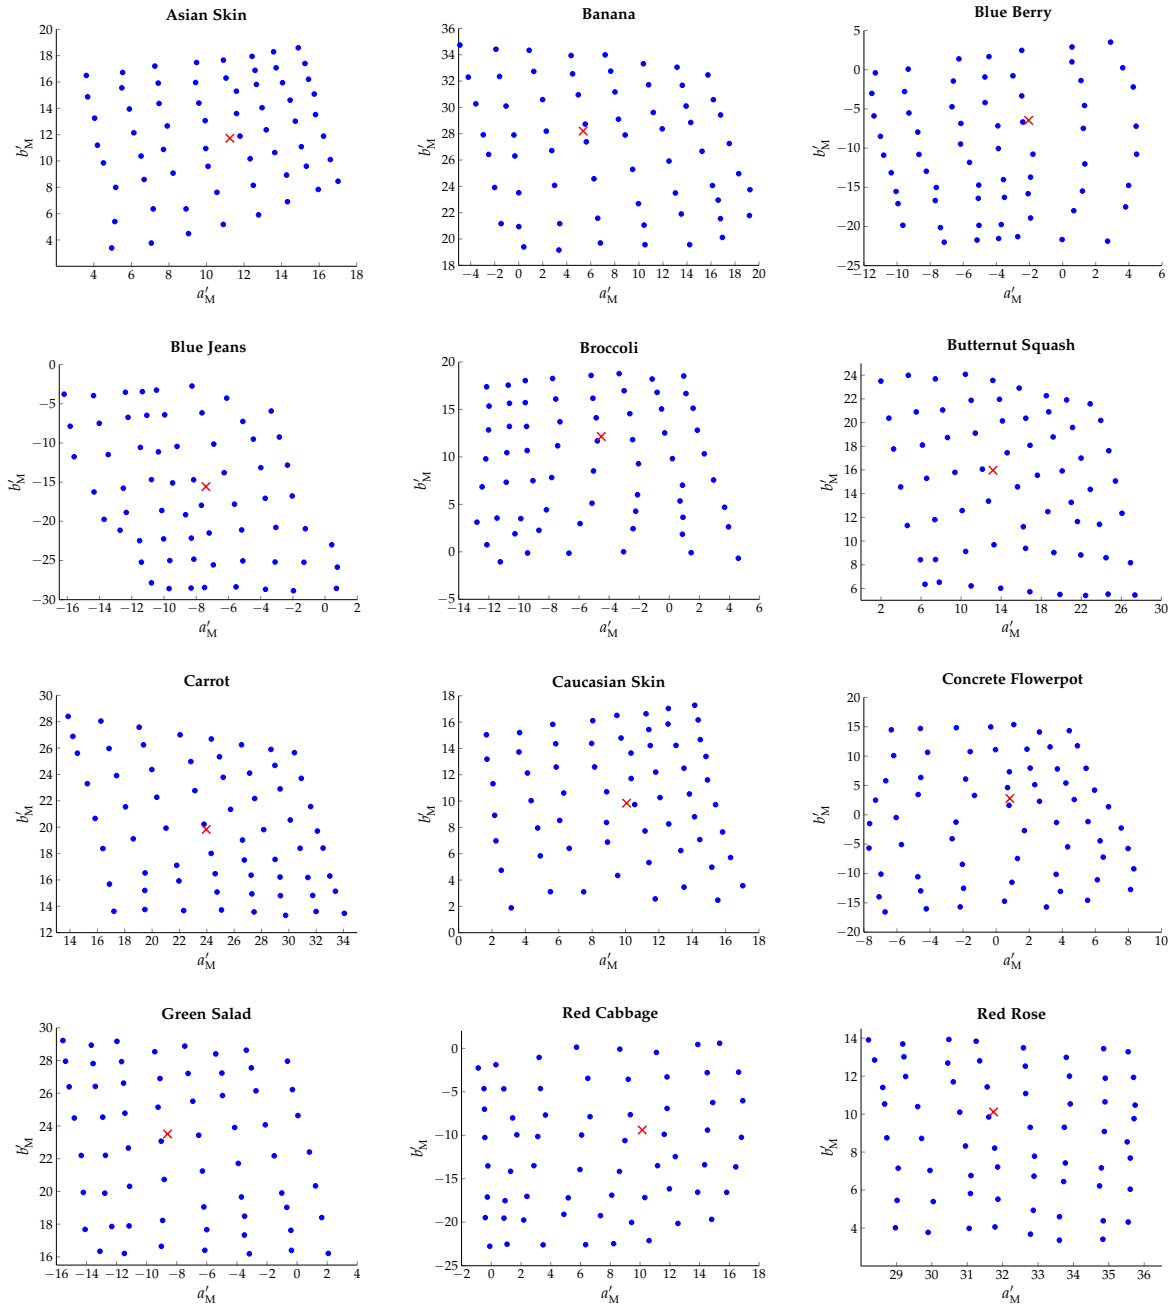 Asian Skin
20
18
16
14
12
10
8
6
4
b′M
4 6 8 10 12 14 16 18
a′M
Banana
36
34
32
30
28
26
24
22
20
18
b′M
−4 −2 0 2 4 6 8 10 12 14 16 18 20
a′M
Blue Berry
5
0
−5
−10
−15
−20
−25
b′M
−12 −10 −8 −6 −4 −2 0 2 4 6
a′M
Blue Jeans
0
−5
−10
−15
−20
−25
−30
b′M
−16 −14 −12 −10 −8 −6 −4 −2 0 2
a′M
Broccoli
20
15
10
5
0
−5
b′M
−14 −12 −10 −8 −6 −4 −2 0 2 4 6
a′M
Butternut Squash
24
22
20
18
16
14
12
10
8
6
b′M
2 6 10 14 18 22 26 30
a′M
Carrot
30
28
26
24
22
20
18
16
14
12
b′M
14 16 18 20 22 24 26 28 30 32 34
a′M
Caucasian Skin
18
16
14
12
10
8
6
4
2
0
b′M
0 2 4 6 8 10 12 14 16 18
a′M
Concrete Flowerpot
20
15
10
5
0
−5
−10
−15
−20
b′M
−8 −6 −4 −2 0 2 4 6 8 10
a′M
Green Salad
30
28
26
24
22
20
18
16
b′M
−16 −14 −12 −10 −8 −6 −4 −2 0 2 4
a′M
Red Cabbage
0
−5
−10
−15
−20
−25
b′M
−2 0 2 4 6 8 10 12 14 16 18
a′M
Red Rose
14
12
10
8
6
4
b′M
29 30 31 32 33 34 35 36
a′M